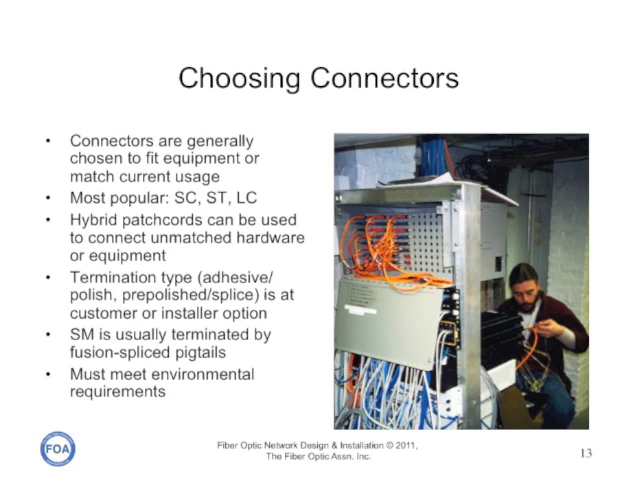 Choosing Connectors
• Connectors are generally
chosen to fit equipment or
match current usage
• Most popular: SC, ST, LC
• Hybrid patchcords can be used
to connect unmatched hardware
or equipment
• Termination type (adhesive/
polish, prepolished/splice) is at
customer or installer option
• SM is usually terminated by
fusion-spliced pigtails
• Must meet environmental
requirements
FOA
Fiber Optic Network Design & Installation © 2011,
The Fiber Optic Assn. Inc.
13